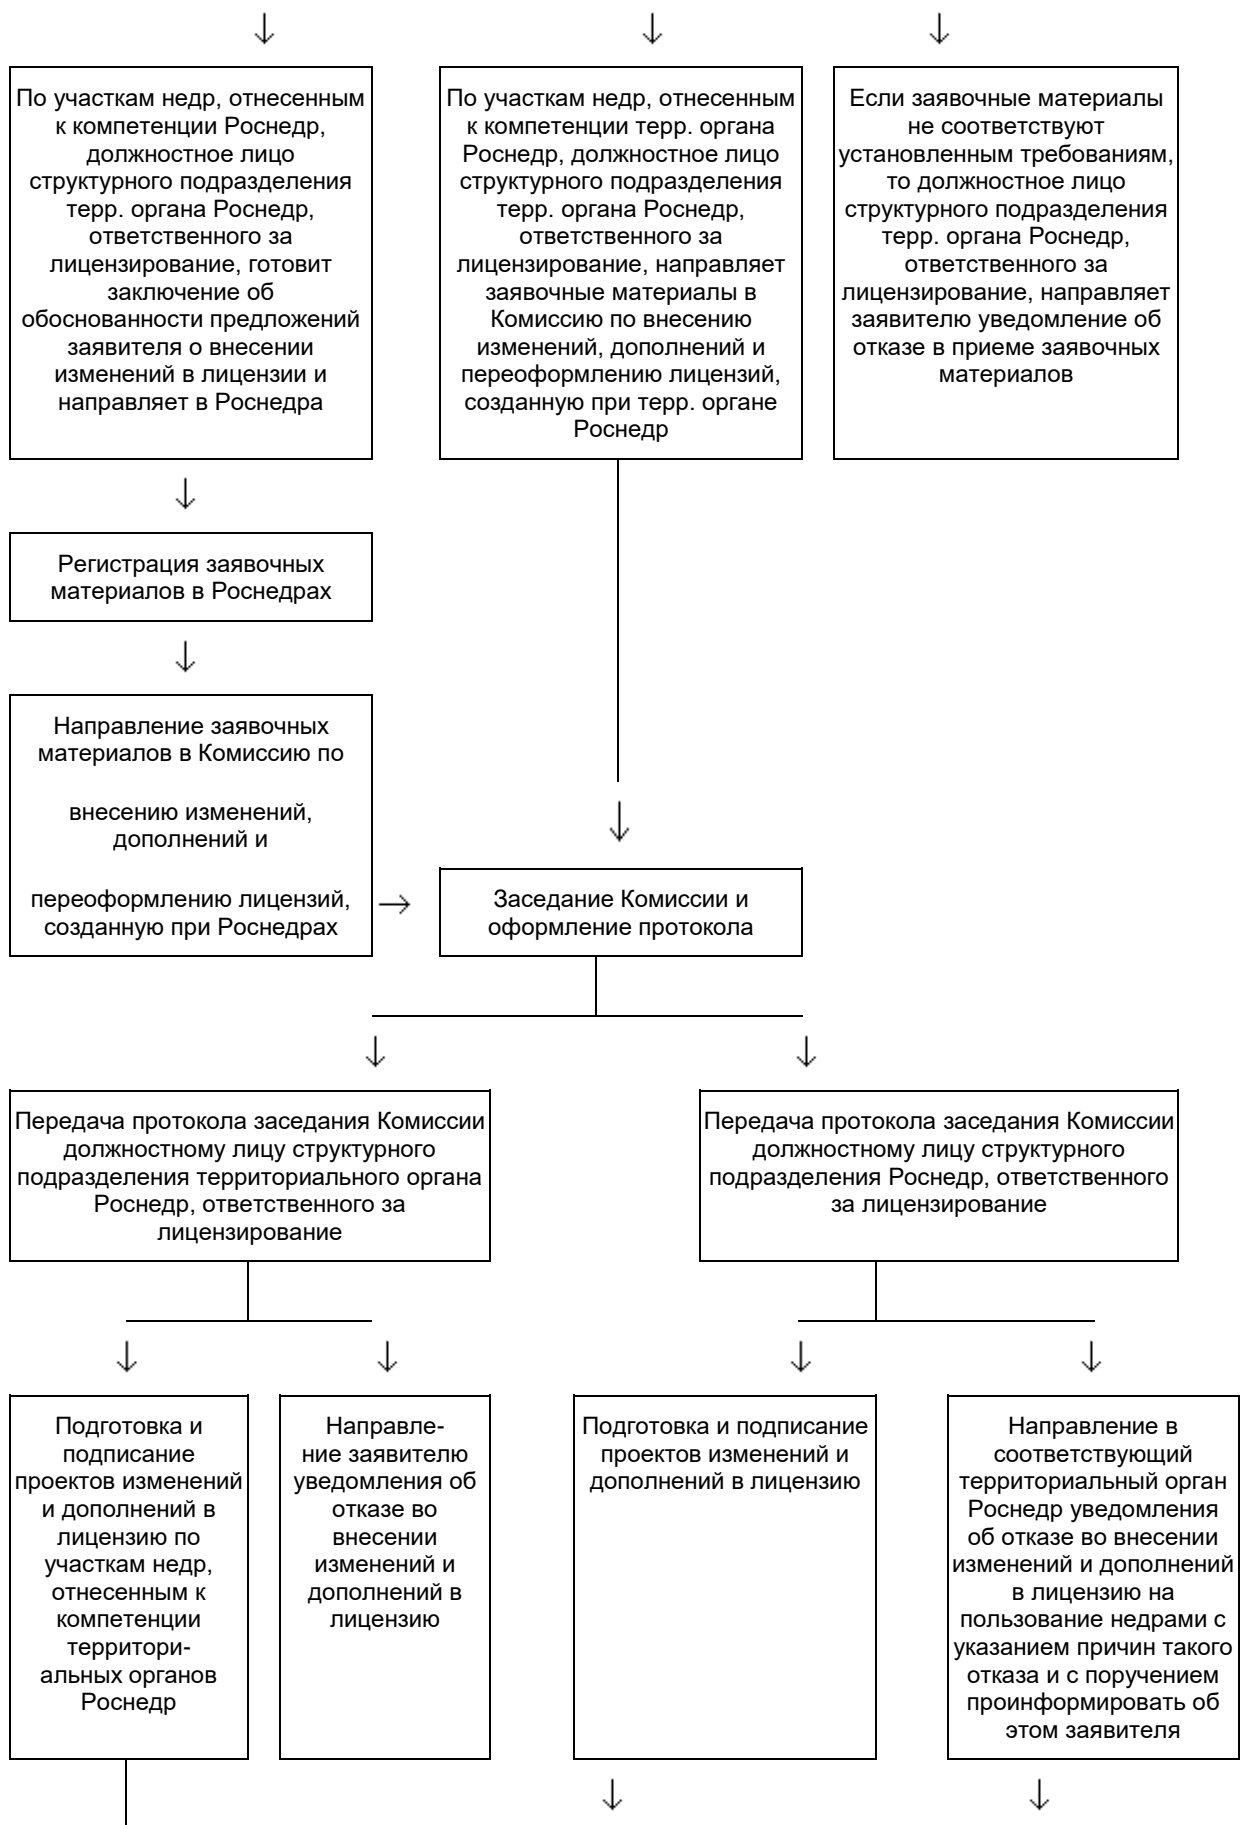 По участкам недр, отнесенным
к компетенции Роснедр,
должностное лицо
структурного подразделения
терр. органа Роснедр,
ответственного за
лицензирование, готовит
заключение об
обоснованности предложений
заявителя о внесении
изменений в лицензии и
направляет в Роснедра
По участкам недр, отнесенным
к компетенции терр. органа
Роснедр, должностное лицо
структурного подразделения
терр. органа Роснедр,
ответственного за
лицензирование, направляет
заявочные материалы в
Комиссию по внесению
изменений, дополнений и
переоформлению лицензий,
созданную при терр. органе
Роснедр
Если заявочные материалы
не соответствуют
установленным требованиям,
то должностное лицо
структурного подразделения
терр. органа Роснедр,
ответственного за
лицензирование, направляет
заявителю уведомление об
отказе в приеме заявочных
материалов
Регистрация заявочных
материалов в Роснедрах
Направление заявочных
материалов в Комиссию по
внесению изменений,
дополнений и
переоформлению лицензий,
созданную при Роснедрах
Заседание Комиссии и
оформление протокола
Передача протокола заседания Комиссии
должностному лицу структурного
подразделения территориального органа
Роснедр, ответственного за
лицензирование
Передача протокола заседания Комиссии
должностному лицу структурного
подразделения Роснедр, ответственного
за лицензирование
Подготовка и
подписание
проектов изменений
и дополнений в
лицензию по
участкам недр,
отнесенным к
компетенции
территори-
альных органов
Роснедр
Направле-
ние заявителю
уведомления об
отказе во
внесении
изменений и
дополнений в
лицензию
Подготовка и подписание
проектов изменений и
дополнений в лицензию
Направление в
соответствующий
территориальный орган
Роснедр уведомления
об отказе во внесении
изменений и дополнений
в лицензию на
пользование недрами с
указанием причин такого
отказа и с поручением
проинформировать об
этом заявителя